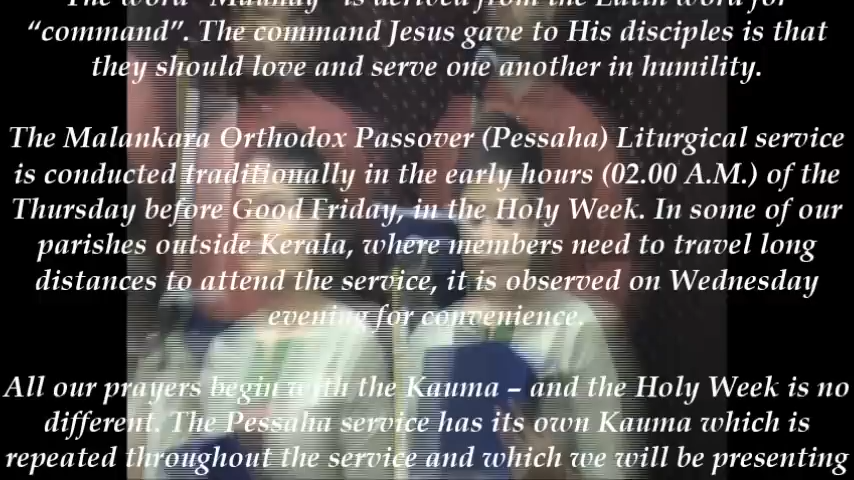 The word "Maundy" is derived from the Latin word for
“command”. The command Jesus gave to His disciples is that
they should love and serve one another in humility.
The Malankara Orthodox Passover (Pessaha) Liturgical service
is conducted traditionally in the early hours (02.00 A.M.) of the
Thursday before Good Friday, in the Holy Week. In some of our
parishes outside Kerala, where members need to travel long
distances to attend the service, it is observed on Wednesday
evening for convenience.
All our prayers begin with the Kauma – and the Holy Week is no
different. The Pessaha service has its own Kauma which is
repeated throughout the service and which we will be presenting